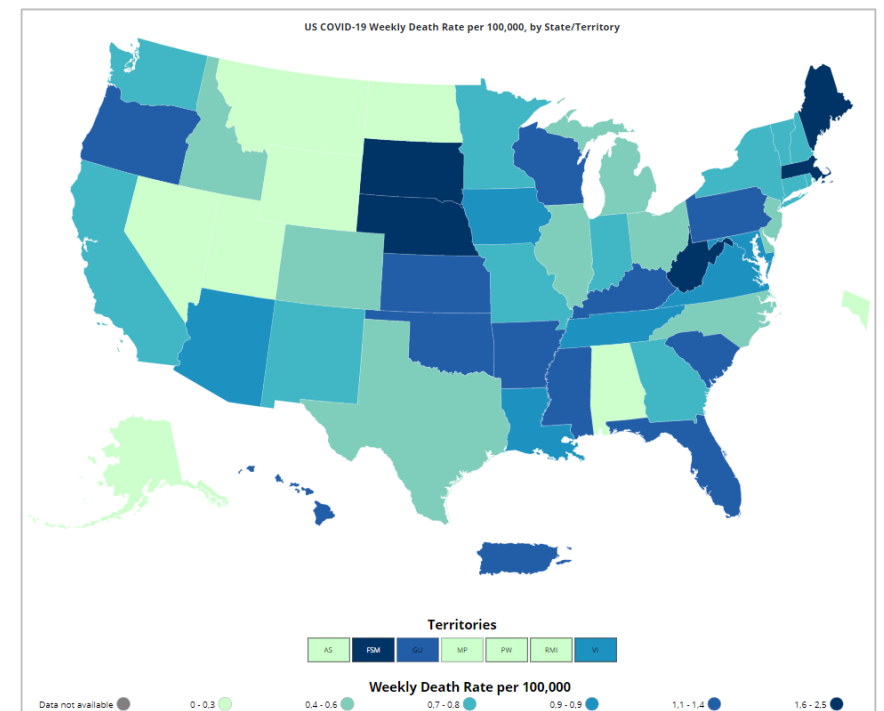 US COVID-19 Weekly Death Rate per 100,000, by State/Territory
Territories
AS FSM GU MP PW RMI VI
Weekly Death Rate per 100,000
Data not available 0 - 0.3 0.4 - 0.6 0.7 - 0.8 0.9 - 0.9 1.1 - 1.4 1.6 - 2.5